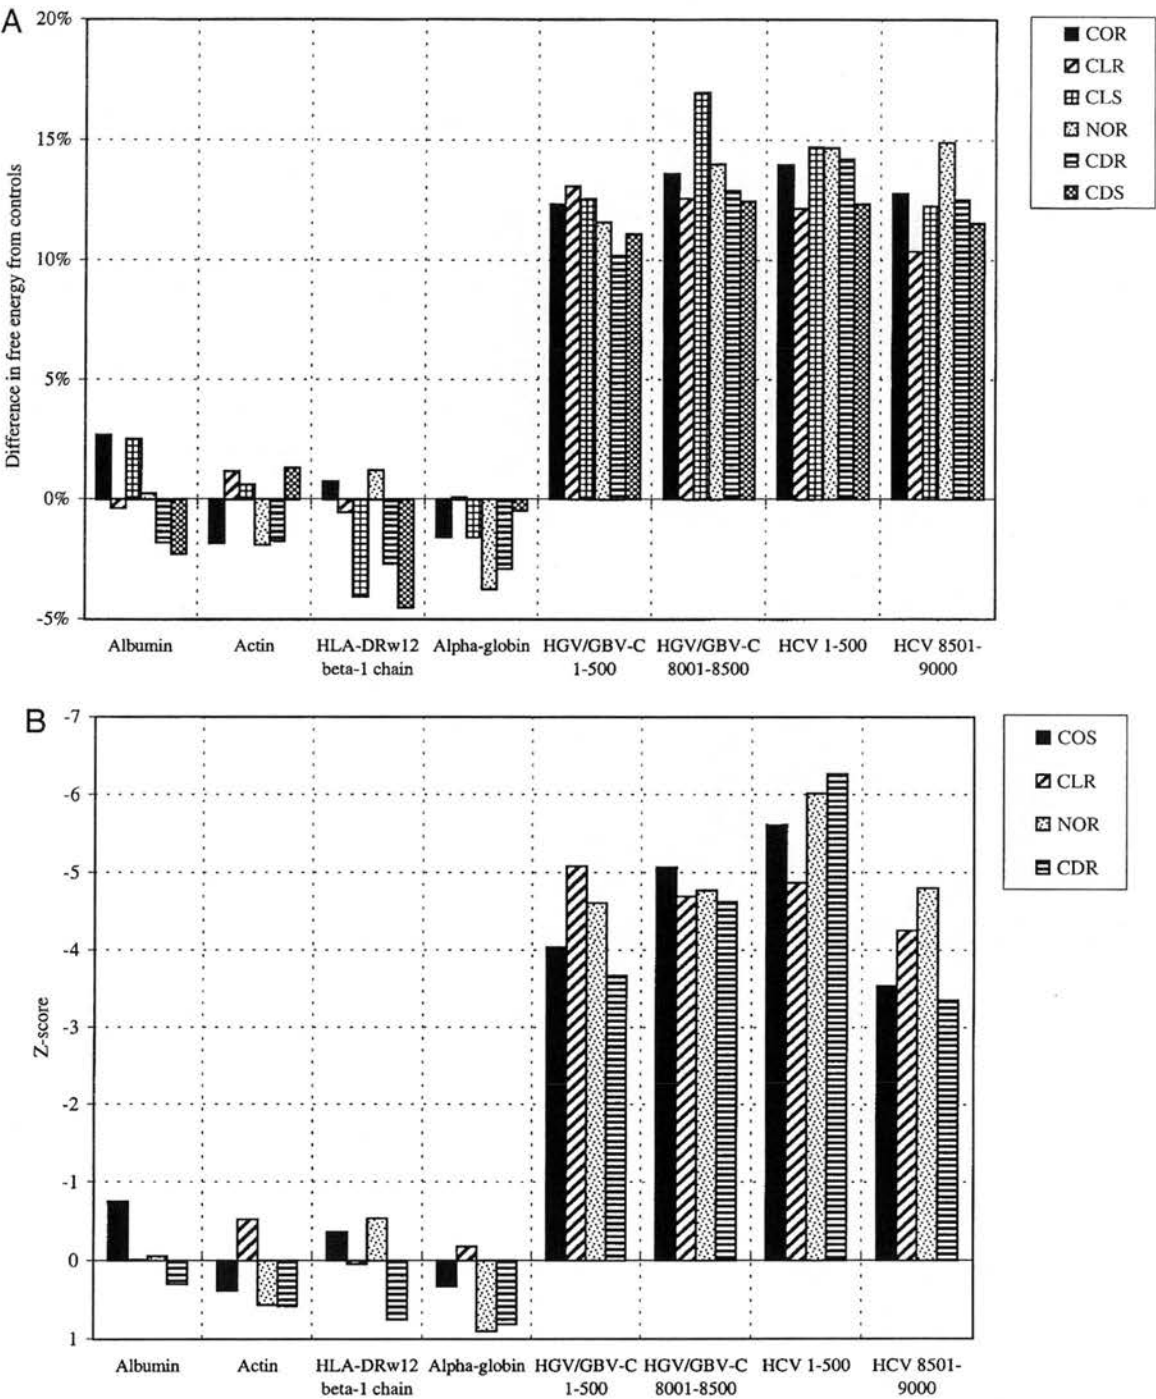 A
20%
15%
10%
5%
0%
-5%
Difference in free energy from controls
Albumin
Actin
HLA-DRw12
beta-1 chain
Alpha-globin
HGV/GBV-C
1-500
HGV/GBV-C
8001-8500
HCV 1-500
HCV 8501-
9000
COR
CLR
CLS
NOR
CDR
CDS
B
-7
-6
-5
-4
-3
-2
-1
0
1
Z-score
Albumin
Actin
HLA-DRw12
beta-1 chain
Alpha-globin
HGV/GBV-C
1-500
HGV/GBV-C
8001-8500
HCV 1-500
HCV 8501-
9000
COS
CLR
NOR
CDR